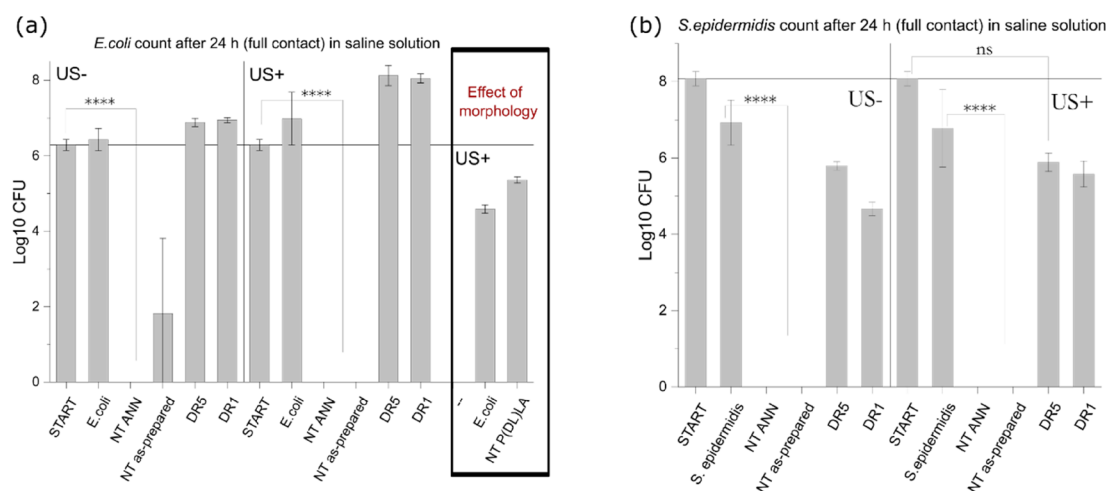 (a)
E.coli count after 24 h (full contact) in saline solution
US-
US+
****
****
Effect of
morphology
US+
Log10 CFU
8
6
4
2
0
START
E.coli
NT ANN
NT as-prepared
DR5
DR1
START
E.coli
NT ANN
NT as-prepared
DR5
DR1
--
E.coli
NT P(DL)LA
(b)
S.epidermidis count after 24 h (full contact) in saline solution
ns
US-
US+
****
****
Log10 CFU
8
6
4
2
0
START
S. epidermidis
NT ANN
NT as-prepared
DR5
DR1
START
S.epidermidis
NT ANN
NT as-prepared
DR5
DR1